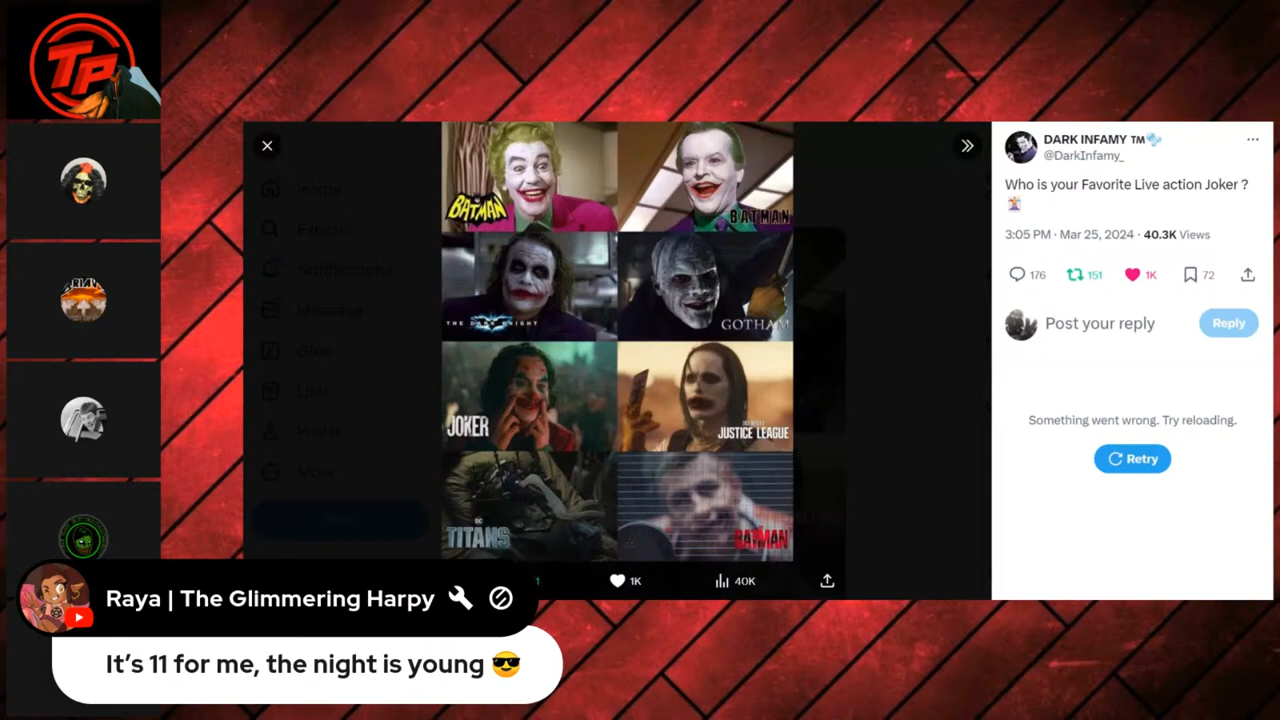 TP
DARK INFAMY TM
@DarkInfamy_
Who is your Favorite Live action Joker ?
3:05 PM · Mar 25, 2024 · 40.3K Views
176 151 1K 72
Post your reply
Reply
Something went wrong. Try reloading.
Retry
Home
BATMAN
BATMAN
THE DARK KNIGHT
GOTHAM
JOKER
JUSTICE LEAGUE
DC
TITANS
BATMAN
1 1K 40K
Raya | The Glimmering Harpy
It’s 11 for me, the night is young 😎